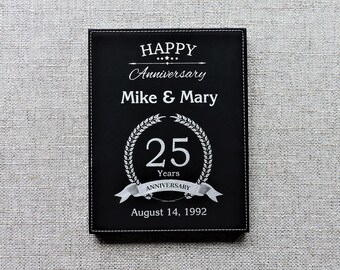 HAPPY
Anniversary
Mike & Mary
25
Years
ANNIVERSARY
August 14, 1992